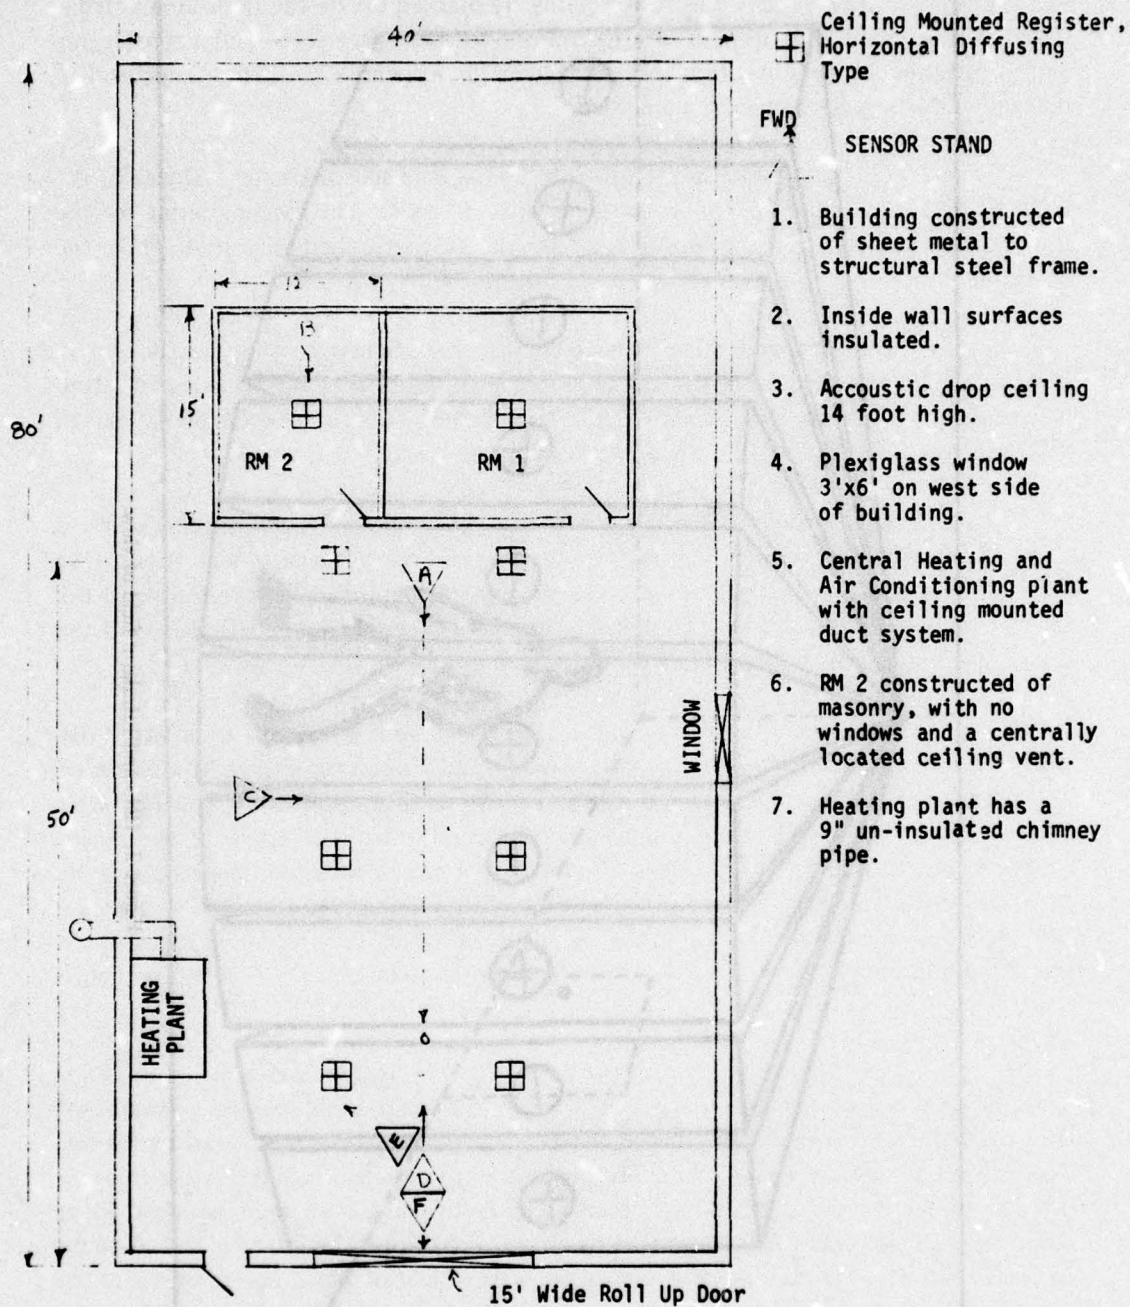 40'
Ceiling Mounted Register,
Horizontal Diffusing
Type
FWD
SENSOR STAND
1. Building constructed
of sheet metal to
structural steel frame.
2. Inside wall surfaces
insulated.
3. Accoustic drop ceiling
14 foot high.
4. Plexiglass window
3'x6' on west side
of building.
5. Central Heating and
Air Conditioning plant
with ceiling mounted
duct system.
6. RM 2 constructed of
masonry, with no
windows and a centrally
located ceiling vent.
7. Heating plant has a
9" un-insulated chimney
pipe.
12
B
15'
80'
RM 2
RM 1
A
WINDOW
C
50'
HEATING
PLANT
E
D
F
15' Wide Roll Up Door